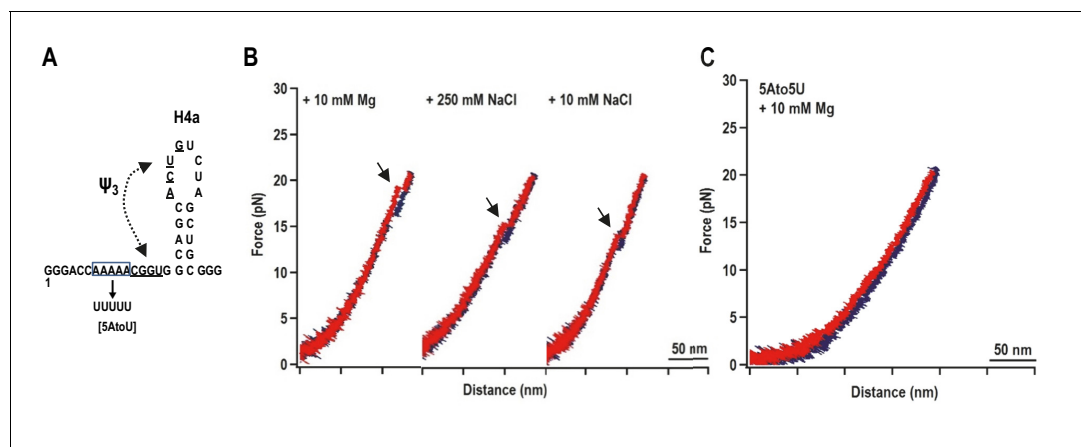 A
B
C
H4a
G U
U C
C U
A A
C G
G C
A U
C G
Ψ3
GGGACCAAAAACGGUGG C GGG
1
UUUUU
[5AtoU]
Force (pN)
30
25
20
15
10
5
0
+ 10 mM Mg
+ 250 mM NaCl
+ 10 mM NaCl
50 nm
Distance (nm)
Force (pN)
30
25
20
15
10
5
0
5Ato5U
+ 10 mM Mg
50 nm
Distance (nm)